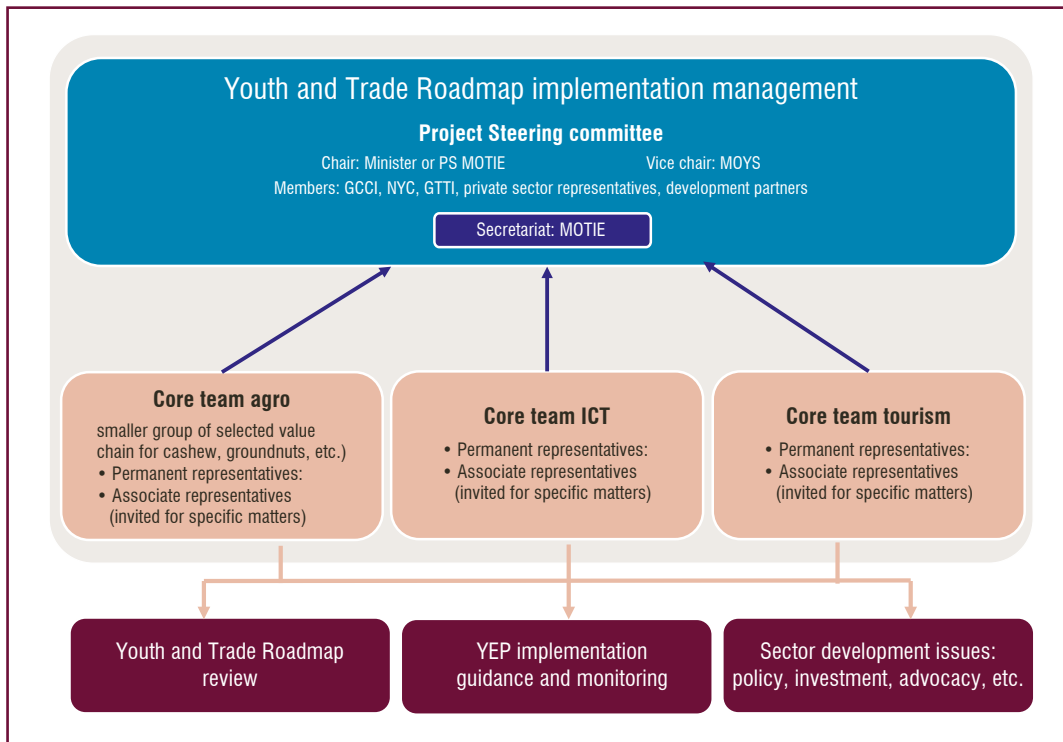 Youth and Trade Roadmap implementation management
Project Steering committee
Chair: Minister or PS MOTIE
Vice chair: MOYS
Members: GCCI, NYC, GTTI, private sector representatives, development partners
Secretariat: MOTIE
Core team agro
smaller group of selected value
chain for cashew, groundnuts, etc.)
• Permanent representatives:
• Associate representatives
(invited for specific matters)
Core team ICT
• Permanent representatives:
• Associate representatives
(invited for specific matters)
Core team tourism
• Permanent representatives:
• Associate representatives
(invited for specific matters)
Youth and Trade Roadmap
review
YEP implementation
guidance and monitoring
Sector development issues:
policy, investment, advocacy, etc.